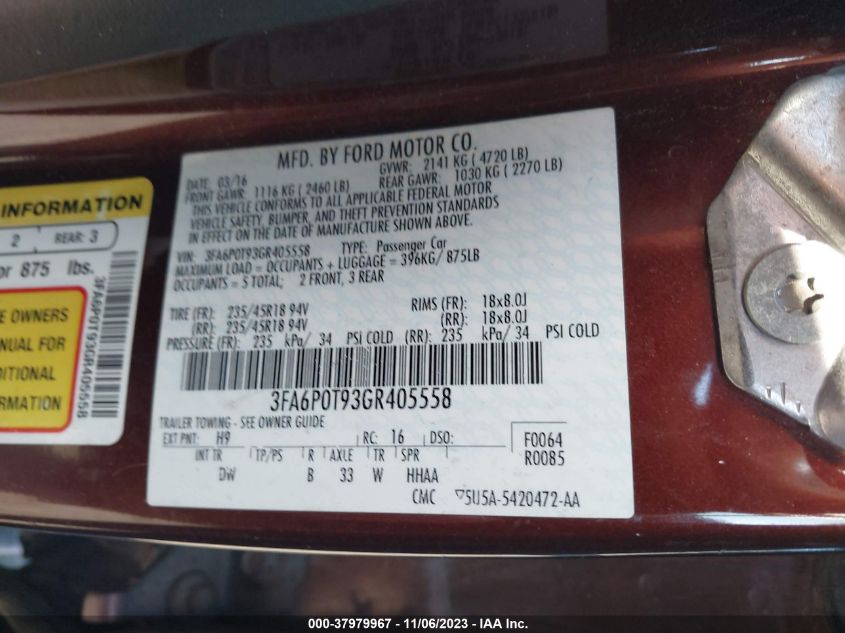 MFD. BY FORD MOTOR CO.
DATE: 03/16
GVWR: 2141 KG ( 4720 LB)
FRONT GAWR: 1116 KG ( 2460 LB)
REAR GAWR: 1030 KG ( 2270 LB)
THIS VEHICLE CONFORMS TO ALL APPLICABLE FEDERAL MOTOR
VEHICLE SAFETY, BUMPER, AND THEFT PREVENTION STANDARDS
IN EFFECT ON THE DATE OF MANUFACTURE SHOWN ABOVE.
VIN: 3FA6P0T93GR405558 TYPE: Passenger Car
MAXIMUM LOAD = OCCUPANTS + LUGGAGE = 396KG/ 875LB
OCCUPANTS = 5 TOTAL; 2 FRONT, 3 REAR
TIRE (FR): 235/45R18 94V RIMS (FR): 18x8.0J
(RR): 235/45R18 94V (RR): 18x8.0J
PRESSURE (FR): 235 kPa/ 34 PSI COLD (RR): 235 kPa/ 34 PSI COLD
3FA6P0T93GR405558
TRAILER TOWING - SEE OWNER GUIDE
EXT PNT: H9 RC: 16 DSO: F0064
R0085
INT TR TP/PS R AXLE TR SPR
DW B 33 W HHAA
CMC 5U5A-5420472-AA
INFORMATION
2 REAR: 3
or 875 lbs.
E OWNERS
NUAL FOR
DITIONAL
ORMATION
3FA6P0T93GR405558
000-37979967 - 11/06/2023 - IAA Inc.